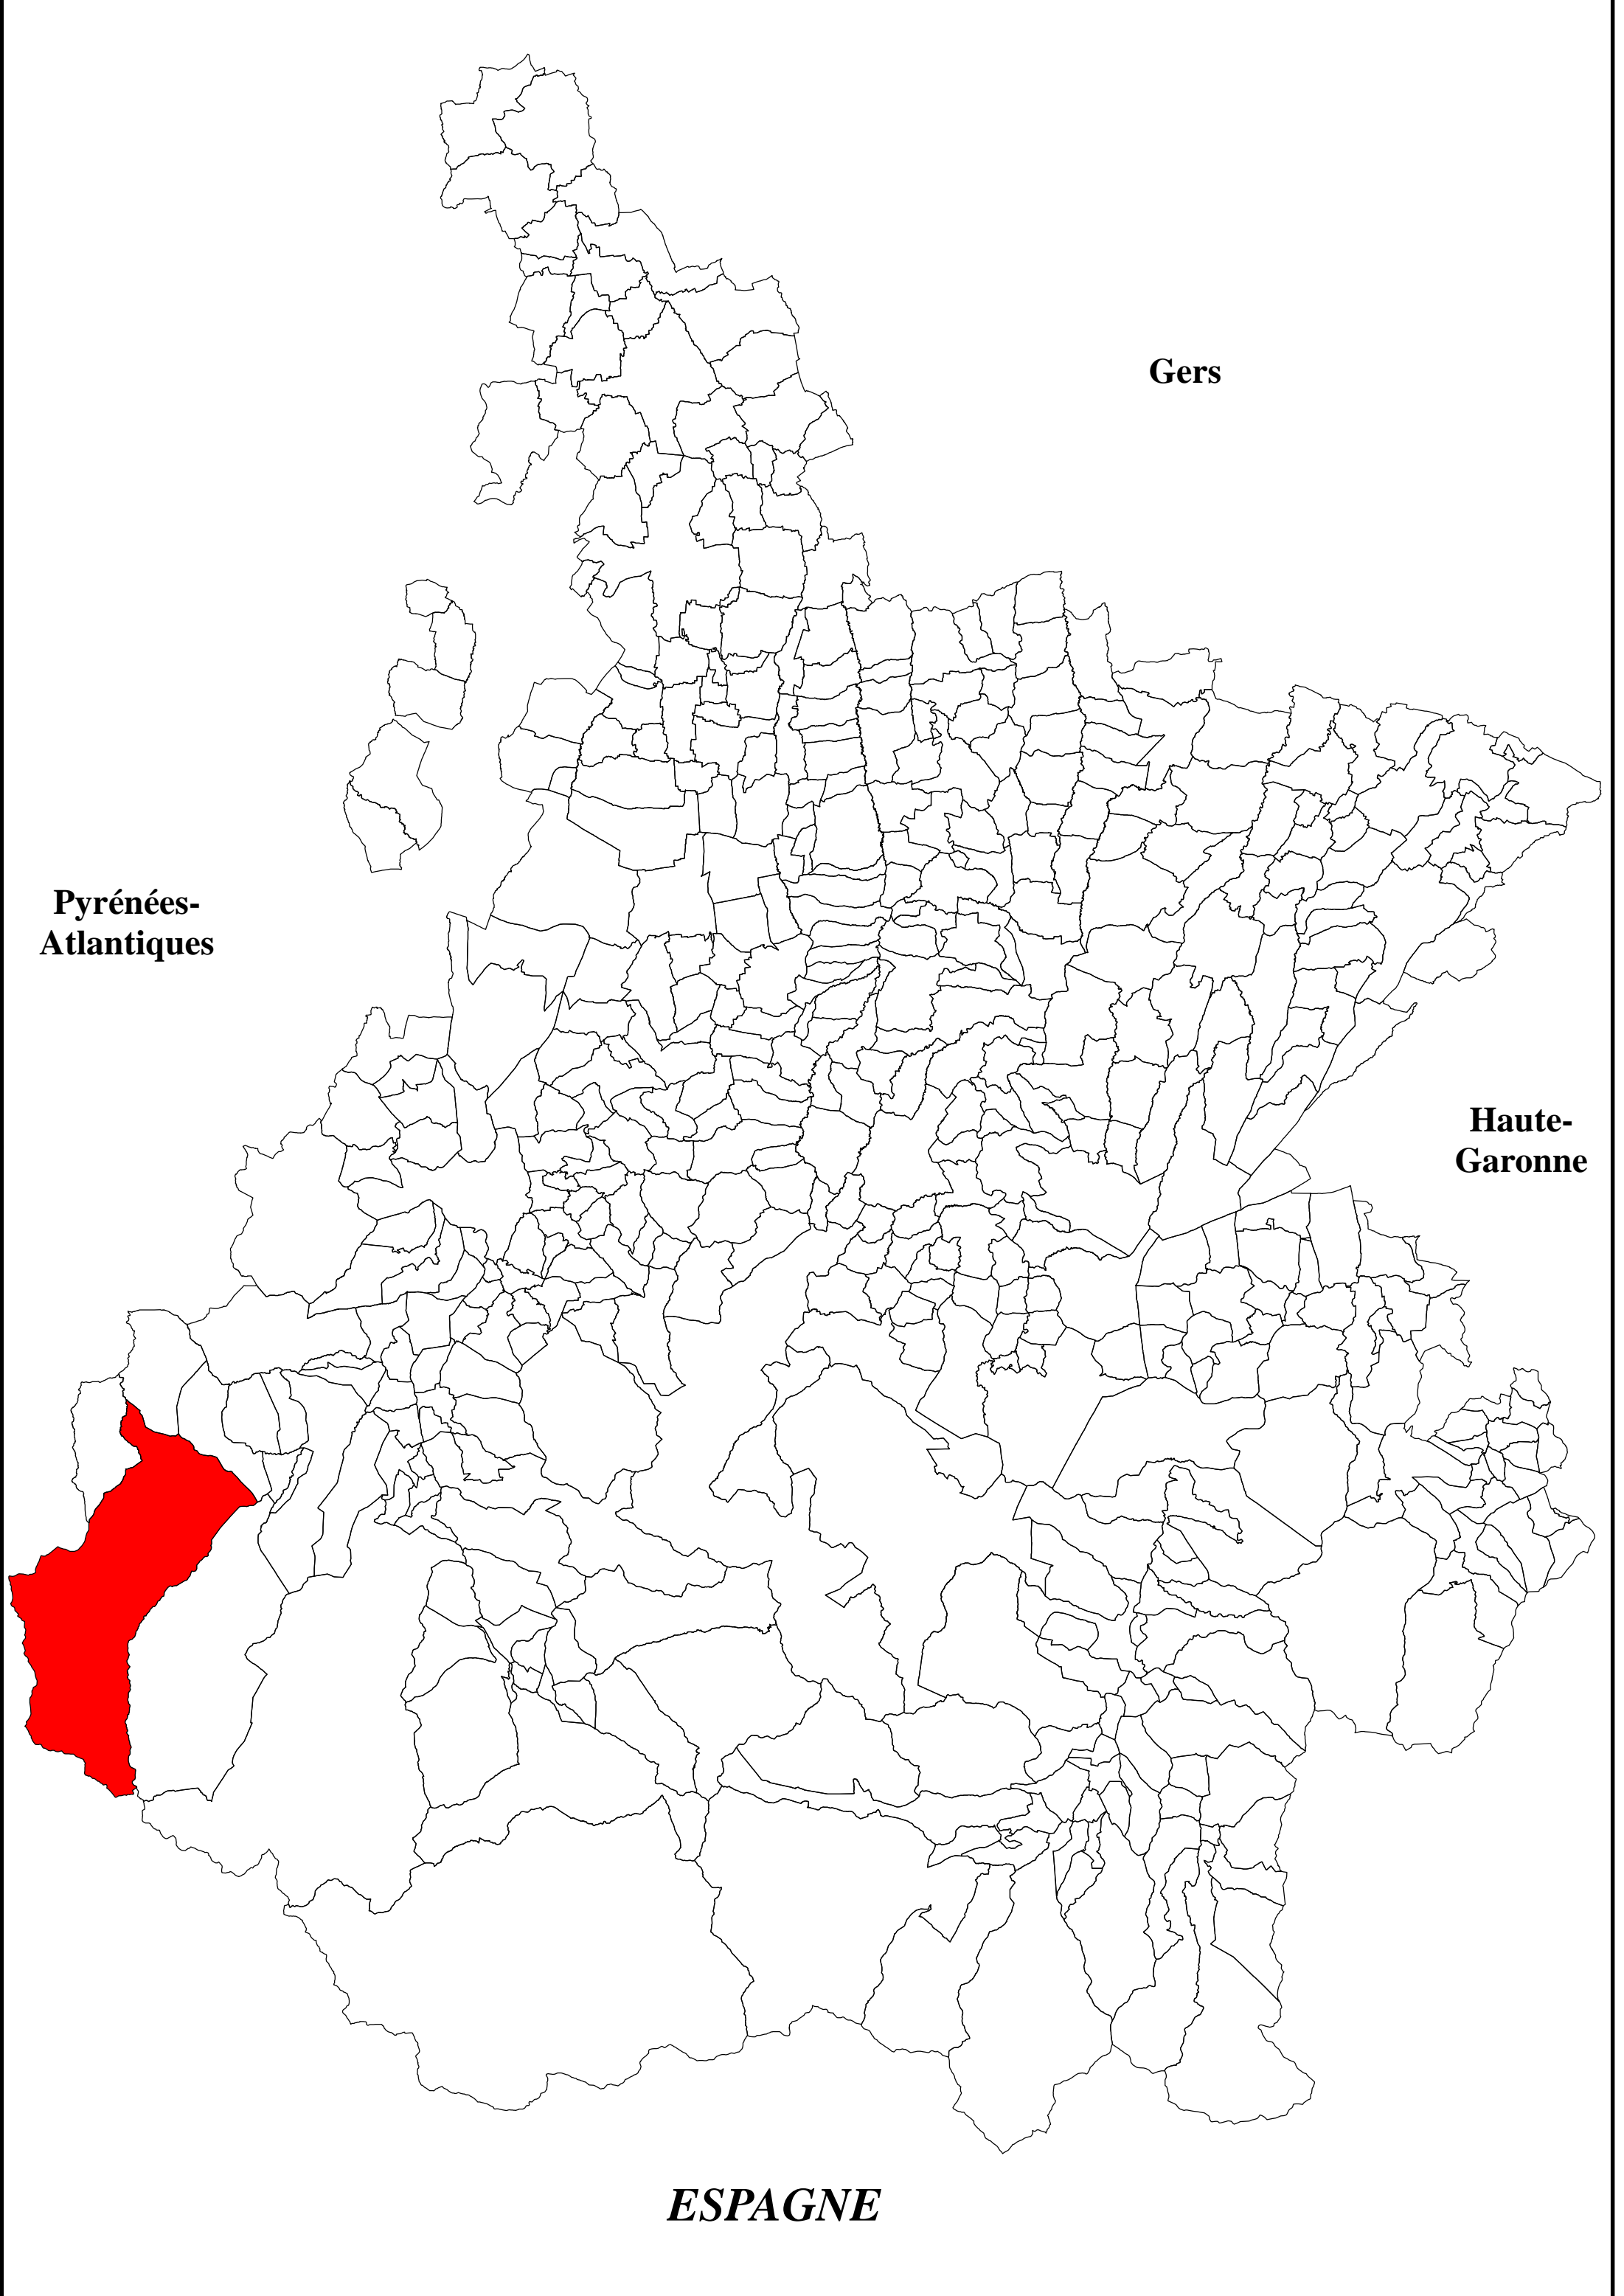 Gers
Pyrénées-
Atlantiques
Haute-
Garonne
ESPAGNE